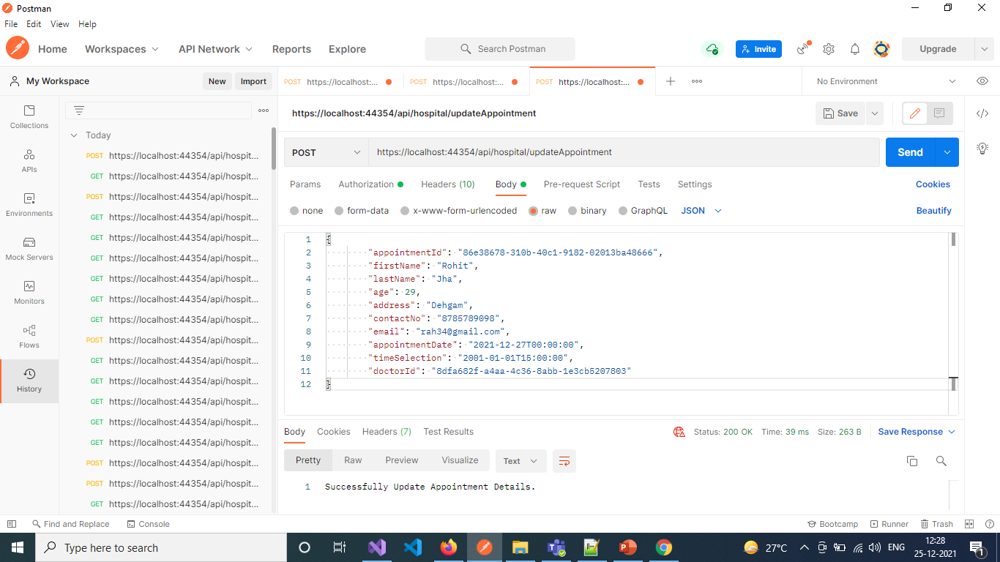 Postman
File Edit View Help
Home Workspaces API Network Reports Explore Search Postman Invite Upgrade
My Workspace New Import
POST https://localhost:... POST https://localhost:... POST https://localhost:... No Environment
Collections
APIs
Environments
Mock Servers
Monitors
Flows
History
Today
POST https://localhost:44354/api/hospit...
GET https://localhost:44354/api/hospit...
POST https://localhost:44354/api/hospit...
GET https://localhost:44354/api/hospit...
GET https://localhost:44354/api/hospit...
GET https://localhost:44354/api/hospit...
GET https://localhost:44354/api/hospit...
GET https://localhost:44354/api/hospit...
GET https://localhost:44354/api/hospit...
POST https://localhost:44354/api/hospit...
GET https://localhost:44354/api/hospit...
GET https://localhost:44354/api/hospit...
GET https://localhost:44354/api/hospit...
GET https://localhost:44354/api/hospit...
GET https://localhost:44354/api/hospit...
POST https://localhost:44354/api/hospit...
POST https://localhost:44354/api/hospit...
GET https://localhost:44354/api/hospit...
https://localhost:44354/api/hospital/updateAppointment Save
POST https://localhost:44354/api/hospital/updateAppointment Send
Params Authorization Headers (10) Body Pre-request Script Tests Settings Cookies
none form-data x-www-form-urlencoded raw binary GraphQL JSON Beautify
1 {
2 "appointmentId": "86e38678-310b-40c1-9182-02013ba48666",
3 "firstName": "Rohit",
4 "lastName": "Jha",
5 "age": 29,
6 "address": "Dehgam",
7 "contactNo": "8785789098",
8 "email": "rah34@gmail.com",
9 "appointmentDate": "2021-12-27T00:00:00",
10 "timeSelection": "2001-01-01T15:00:00",
11 "doctorId": "8dfa682f-a4aa-4c36-8abb-1e3cb5207803"
12 }
Body Cookies Headers (7) Test Results Status: 200 OK Time: 39 ms Size: 263 B Save Response
Pretty Raw Preview Visualize Text
1 Successfully Update Appointment Details.
Find and Replace Console Bootcamp Runner Trash
Type here to search 27°C ENG 12:28
25-12-2021 1